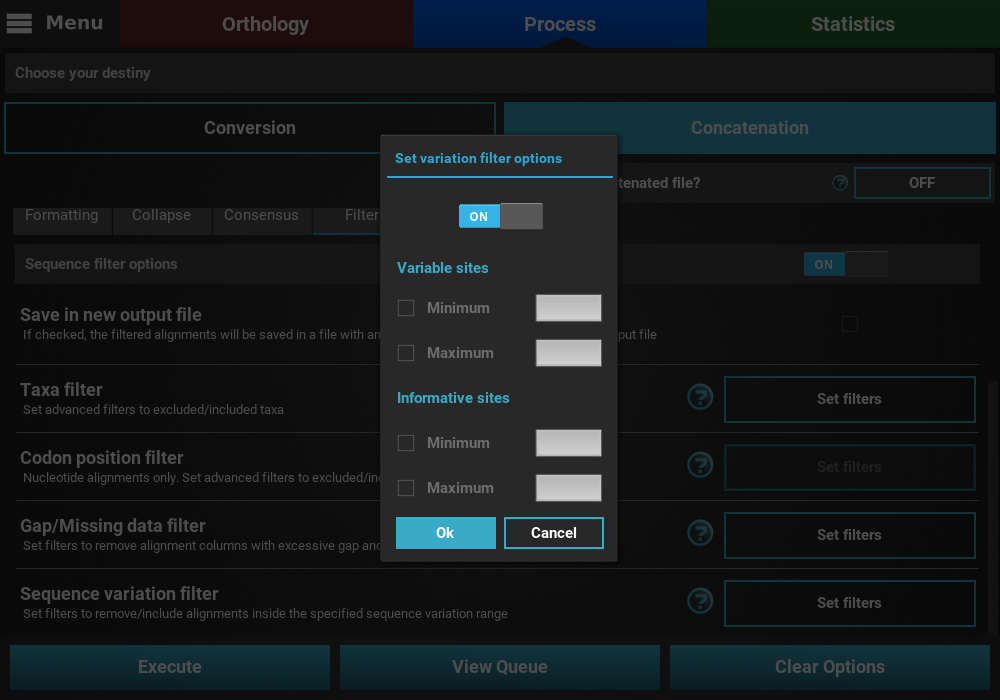 Menu
Orthology
Process
Statistics
Choose your destiny
Conversion
Concatenation
tenated file?
?
OFF
Formatting
Collapse
Consensus
Filter
Sequence filter options
ON
Save in new output file
If checked, the filtered alignments will be saved in a file with an
put file
Taxa filter
Set advanced filters to excluded/included taxa
?
Set filters
Codon position filter
Nucleotide alignments only. Set advanced filters to excluded/in
?
Set filters
Gap/Missing data filter
Set filters to remove alignment columns with excessive gap and
?
Set filters
Sequence variation filter
Set filters to remove/include alignments inside the specified sequence variation range
?
Set filters
Execute
View Queue
Clear Options
Set variation filter options
ON
Variable sites
Minimum
Maximum
Informative sites
Minimum
Maximum
Ok
Cancel